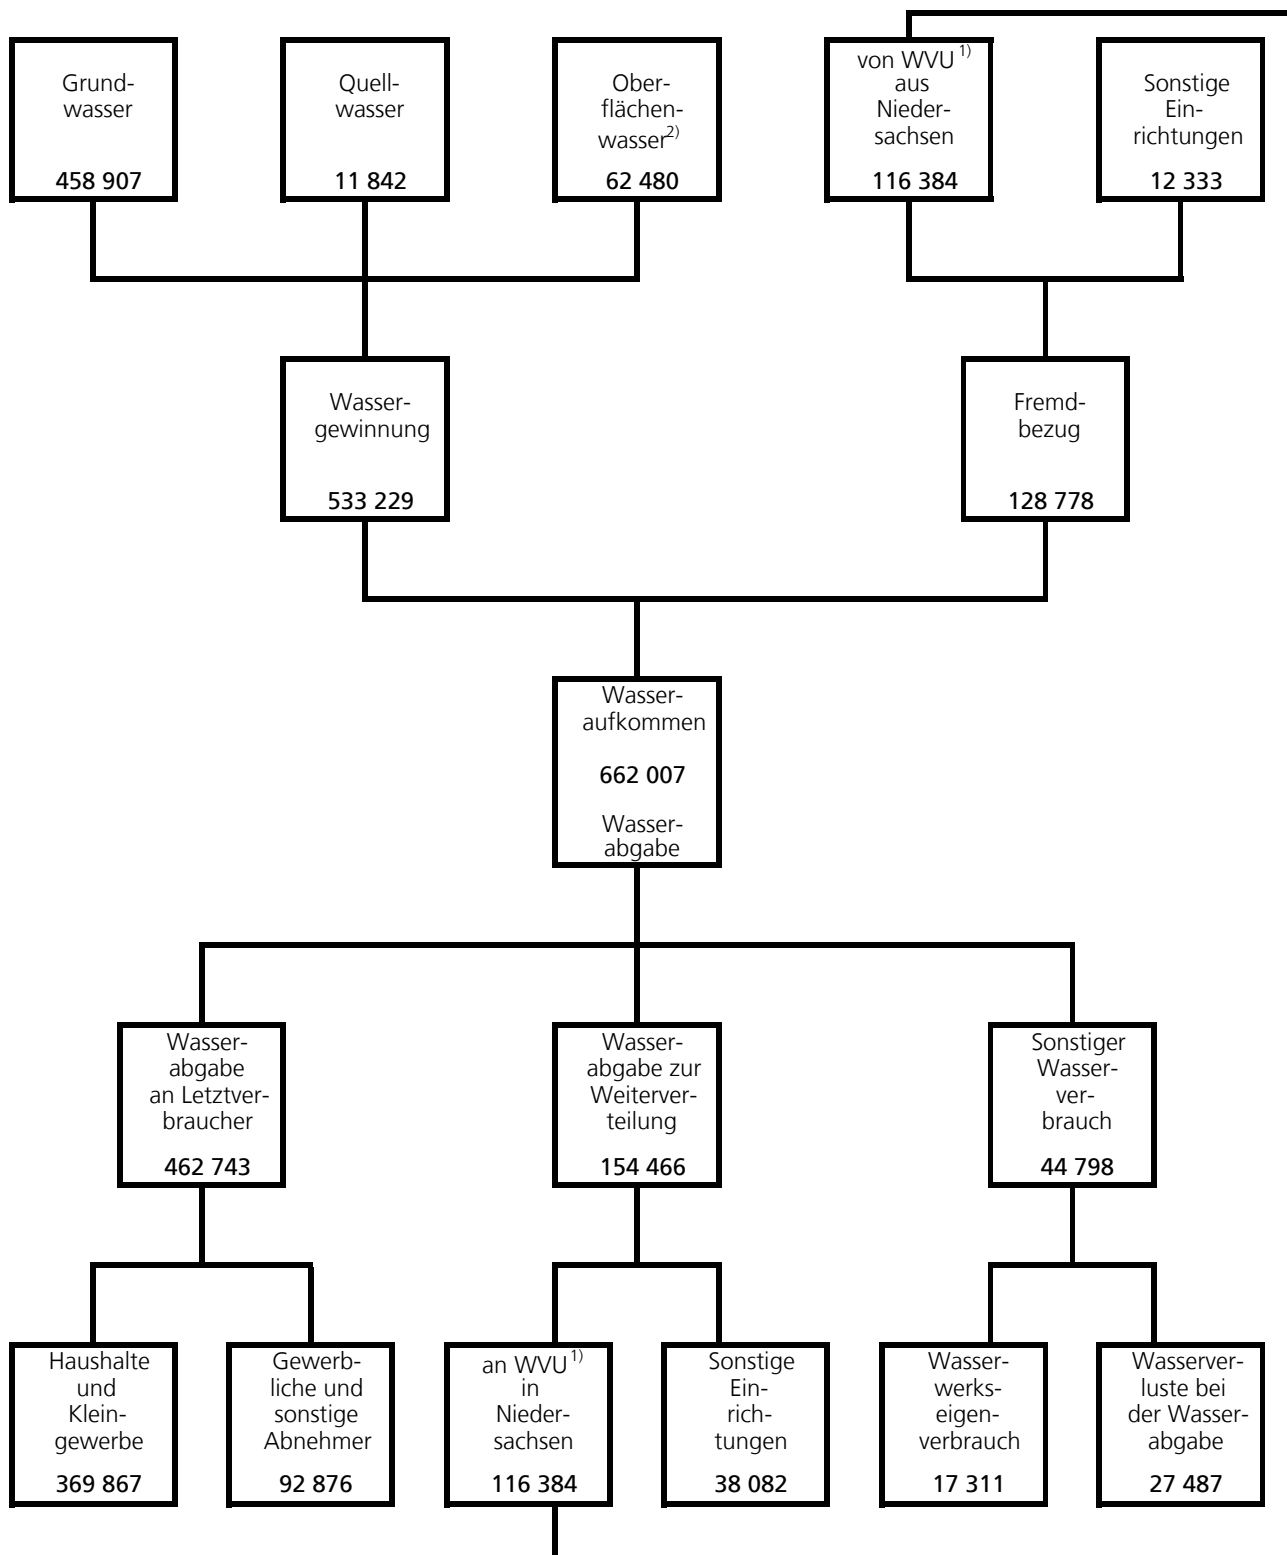 Grund-
wasser
458 907
Quell-
wasser
11 842
Ober-
flächen-
wasser2)
62 480
von WVU 1)
aus
Nieder-
sachsen
116 384
Sonstige
Ein-
richtungen
12 333
Wasser-
gewinnung
533 229
Fremd-
bezug
128 778
Wasser-
aufkommen
662 007
Wasser-
abgabe
Wasser-
abgabe
an Letztver-
braucher
462 743
Wasser-
abgabe zur
Weiterver-
teilung
154 466
Sonstiger
Wasser-
ver-
brauch
44 798
Haushalte
und
Klein-
gewerbe
369 867
Gewerb-
liche und
sonstige
Abnehmer
92 876
an WVU1)
in
Nieder-
sachsen
116 384
Sonstige
Ein-
rich-
tungen
38 082
Wasser-
werks-
eigen-
verbrauch
17 311
Wasserver-
luste bei
der Wasser-
abgabe
27 487